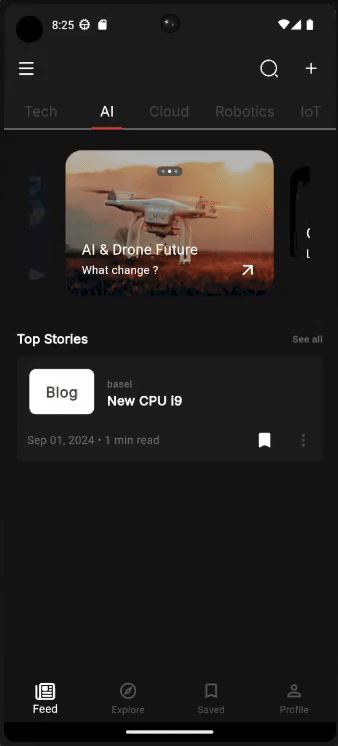 8:25
Tech AI Cloud Robotics IoT
AI & Drone Future
What change ?
Top Stories See all
Blog
basel
New CPU i9
Sep 01, 2024 • 1 min read
Feed Explore Saved Profile